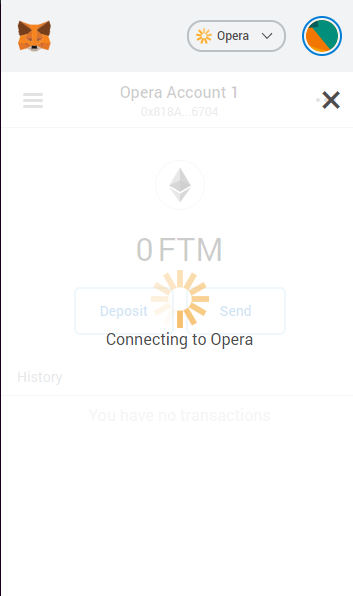 Opera
Opera Account 1
0x818A...6704
0 FTM
Deposit
Send
Connecting to Opera
History
You have no transactions